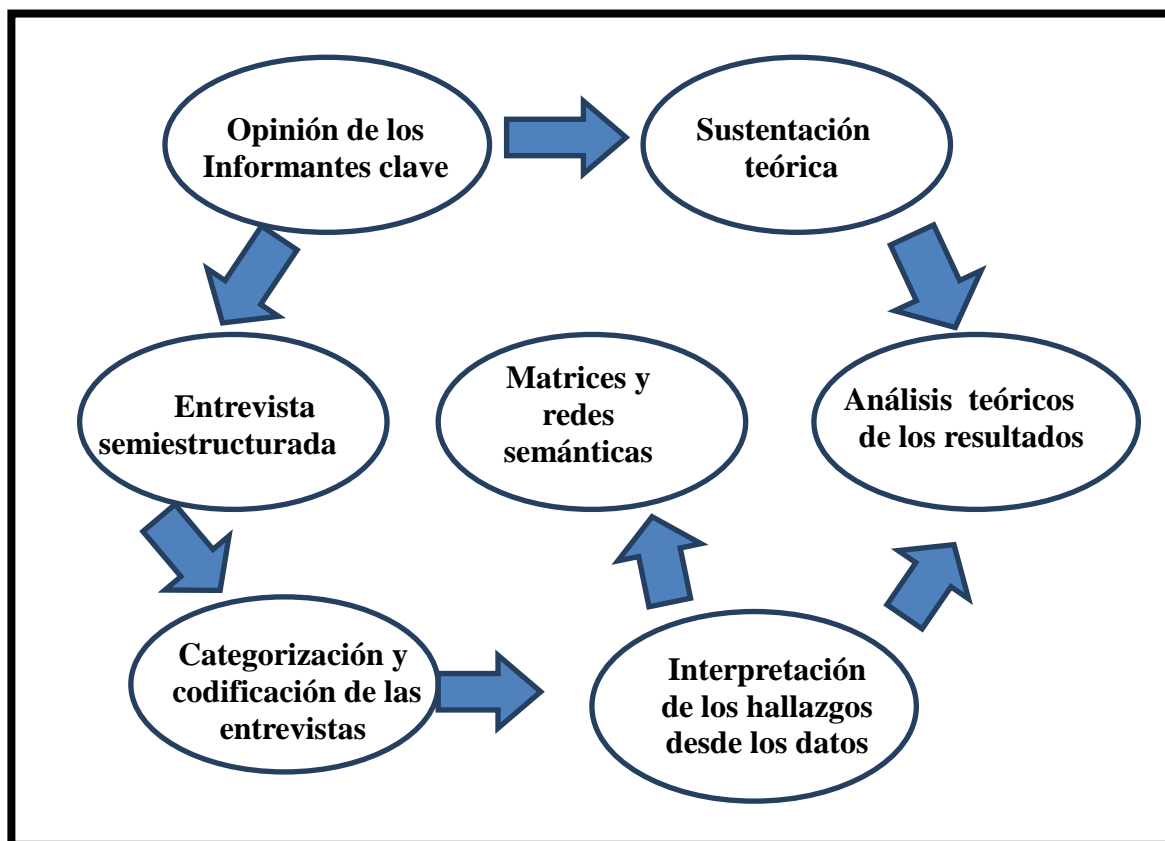 Opinión de los
Informantes clave
Sustentación
teórica
Entrevista
semiestructurada
Matrices y
redes
semánticas
Análisis teóricos
de los resultados
Categorización y
codificación de las
entrevistas
Interpretación
de los hallazgos
desde los datos